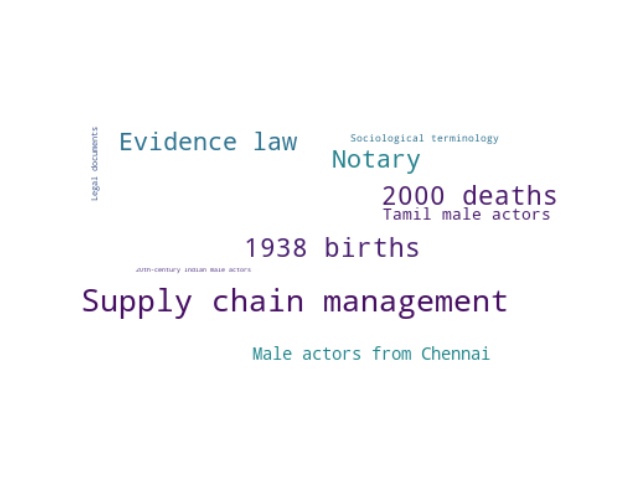 Legal documents
Evidence law
Sociological terminology
Notary
2000 deaths
Tamil male actors
1938 births
20th-century Indian male actors
Supply chain management
Male actors from Chennai